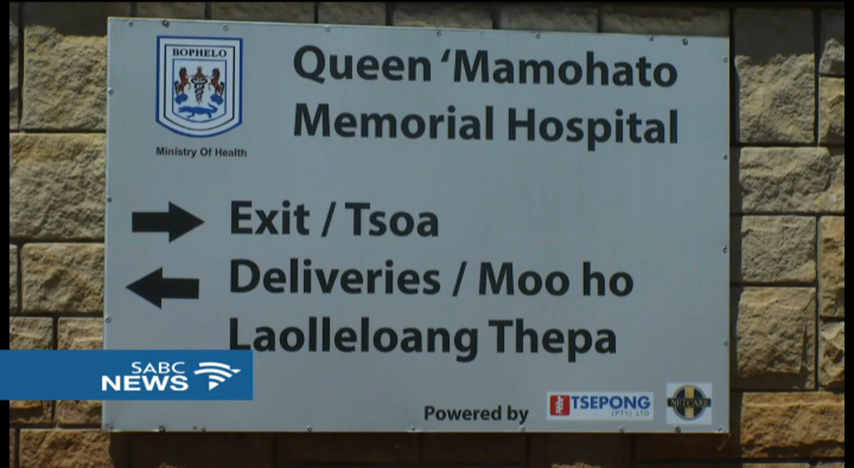 BOPHELO
Ministry Of Health
Queen 'Mamohato
Memorial Hospital
Exit / Tsoa
Deliveries / Moo ho
Laolleloang Thepa
Powered by
TSEPONG
(PTY) LTD
NETCARE
SABC
NEWS